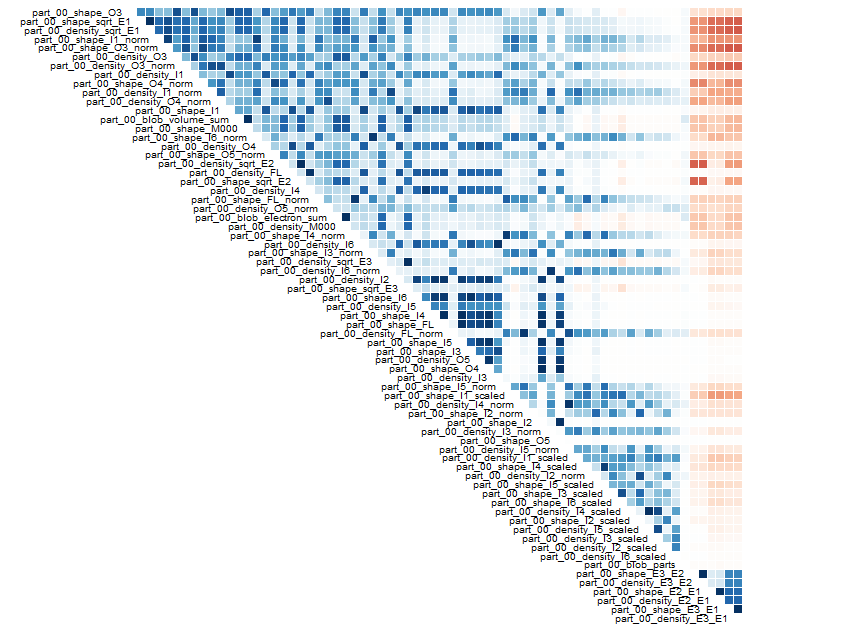 part_00_shape_O3
part_00_shape_sqrt_E1
part_00_density_sqrt_E1
part_00_shape_I1_norm
part_00_shape_O3_norm
part_00_density_O3
part_00_density_O3_norm
part_00_density_I1
part_00_shape_O4_norm
part_00_density_I1_norm
part_00_density_O4_norm
part_00_shape_I1
part_00_blob_volume_sum
part_00_shape_M000
part_00_shape_I6_norm
part_00_density_O4
part_00_shape_O5_norm
part_00_density_sqrt_E2
part_00_density_FL
part_00_shape_sqrt_E2
part_00_density_I4
part_00_shape_FL_norm
part_00_density_O5_norm
part_00_blob_electron_sum
part_00_density_M000
part_00_shape_I4_norm
part_00_density_I6
part_00_shape_I3_norm
part_00_density_sqrt_E3
part_00_density_I6_norm
part_00_density_I2
part_00_shape_sqrt_E3
part_00_shape_I6
part_00_density_I5
part_00_shape_I4
part_00_shape_FL
part_00_density_FL_norm
part_00_shape_I5
part_00_shape_I3
part_00_density_O5
part_00_shape_O4
part_00_density_I3
part_00_shape_I5_norm
part_00_shape_I1_scaled
part_00_density_I4_norm
part_00_shape_I2_norm
part_00_shape_I2
part_00_density_I3_norm
part_00_shape_O5
part_00_density_I5_norm
part_00_density_I1_scaled
part_00_shape_I4_scaled
part_00_density_I2_norm
part_00_shape_I5_scaled
part_00_shape_I3_scaled
part_00_shape_I6_scaled
part_00_density_I4_scaled
part_00_shape_I2_scaled
part_00_density_I5_scaled
part_00_density_I3_scaled
part_00_density_I2_scaled
part_00_density_I6_scaled
part_00_blob_parts
part_00_shape_E3_E2
part_00_density_E3_E2
part_00_shape_E2_E1
part_00_density_E2_E1
part_00_shape_E3_E1
part_00_density_E3_E1